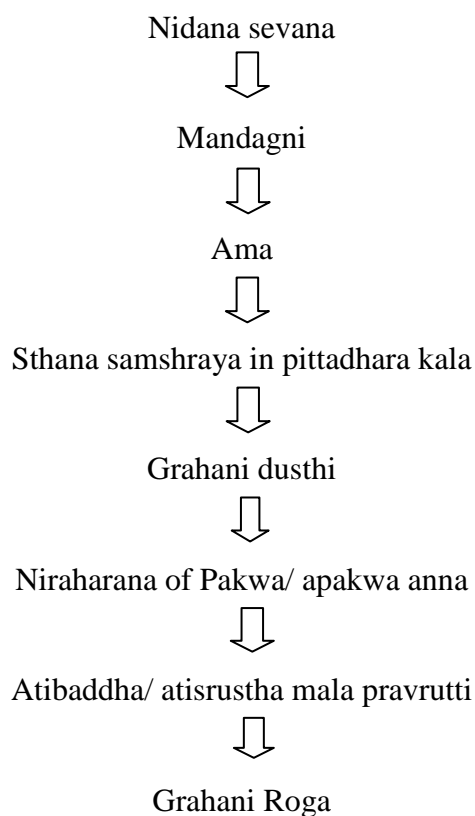 Nidana sevana
Mandagni
Ama
Sthana samshraya in pittadhara kala
Grahani dusthi
Niraharana of Pakwa/ apakwa anna
Atibaddha/ atisrustha mala pravrutti
Grahani Roga